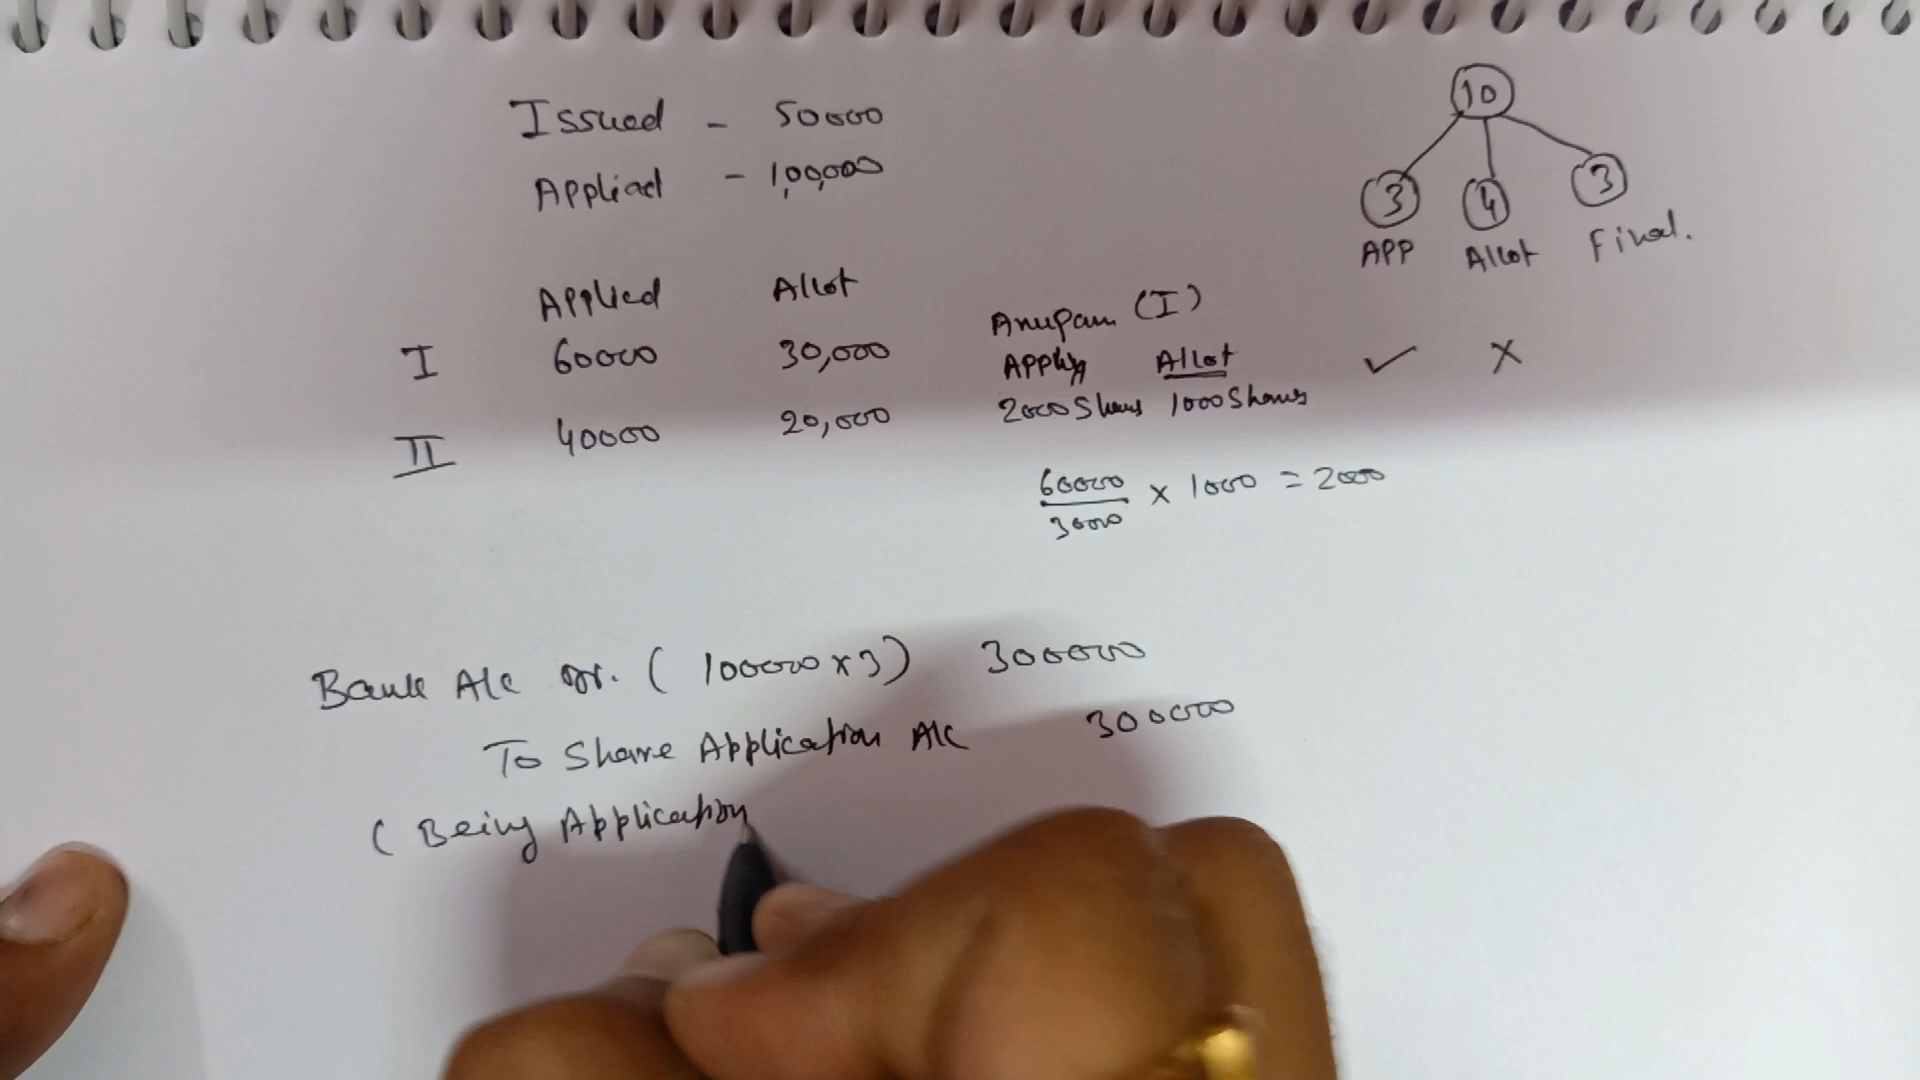 Issued - 50000
Applied - 1,00,000
10
3 4 3
APP Allot Final.
Applied Allot
I 60000 30,000
II 40000 20,000
Anupam (I)
Apply Allot ✓ X
2000 Shares 1000 Shares
60000
3000
x 1000 = 2000
Bank A/c Dr. ( 100000 x 3 ) 300000
To Share Application A/c 300000
( Being Application